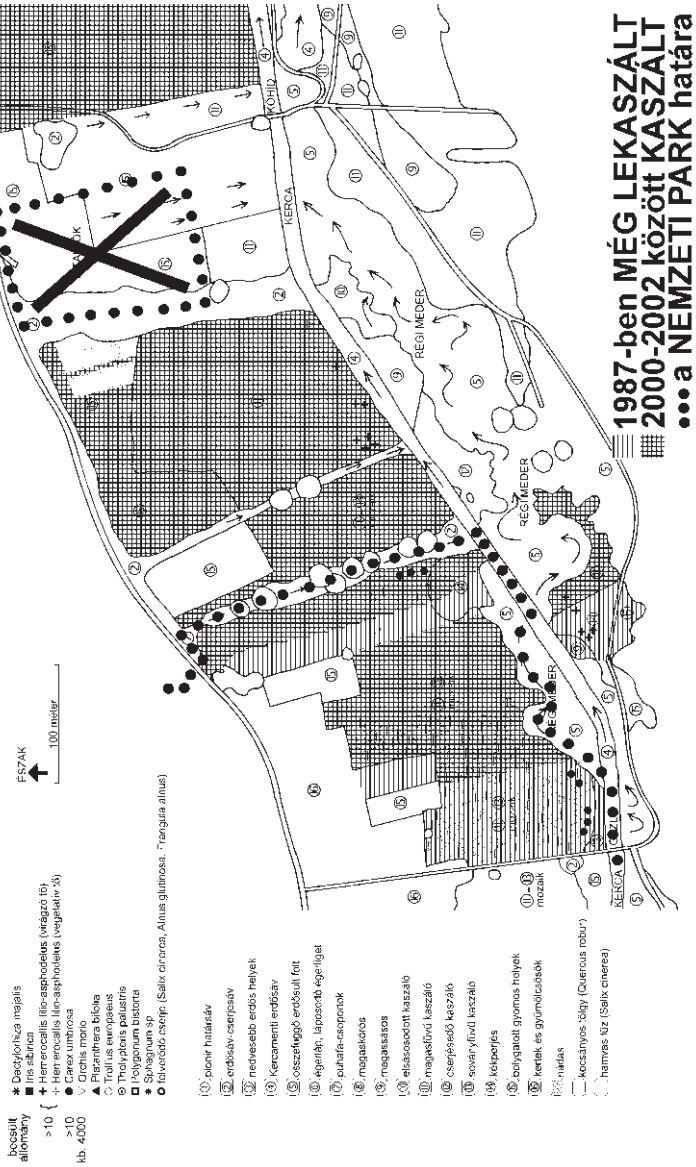 becsült
állomány
✱ Dactylorhiza majalis
■ Iris sibirica
>10 {
✚ Hemerocallis lilio-asphodelus (virágzó tő)
Hemerocallis lilio-asphodelus (vegetatív tő)
>10 ● Carex umbrosa
kb. 4000 ▽ Orchis morio
▲ Platanthera bifolia
Trollius europaeus
Thelypteris palustris
□ Polygonum bistorta
Sphagnum sp
felverődő cserje (Salix cinerea, Alnus glutinosa, Frangula alnus)
① pionír határsáv
② erdősáv-cserjesáv
③ nedvesebb erdős helyek
④ Kercamenti erdősáv
⑤ összefüggő erdősült folt
⑥ égerláp, láposodó égerliget
⑦ puhafa-csoportok
⑧ magaskórós
⑨ magassásos
⑩ elsásosodott kaszáló
⑪ magasfüvű kaszáló
⑫ cserjésedő kaszáló
⑬ soványfüvű kaszáló
⑭ kékperjés
⑮ bolygatott gyomos helyek
⑯ kertek és gyümölcsösök
nádas
kocsányos tölgy (Quercus robur)
hamvas fűz (Salix cinerea)
ÉSZAK
100 méter
KŐHÍD
KERCA
RÉGI MEDER
RÉGI MEDER
RÉGI MEDER
KERCA
⑪-⑬
mozaik
1987-ben MÉG LEKASZÁLT
2000-2002 között KASZÁLT
••• a NEMZETI PARK határa